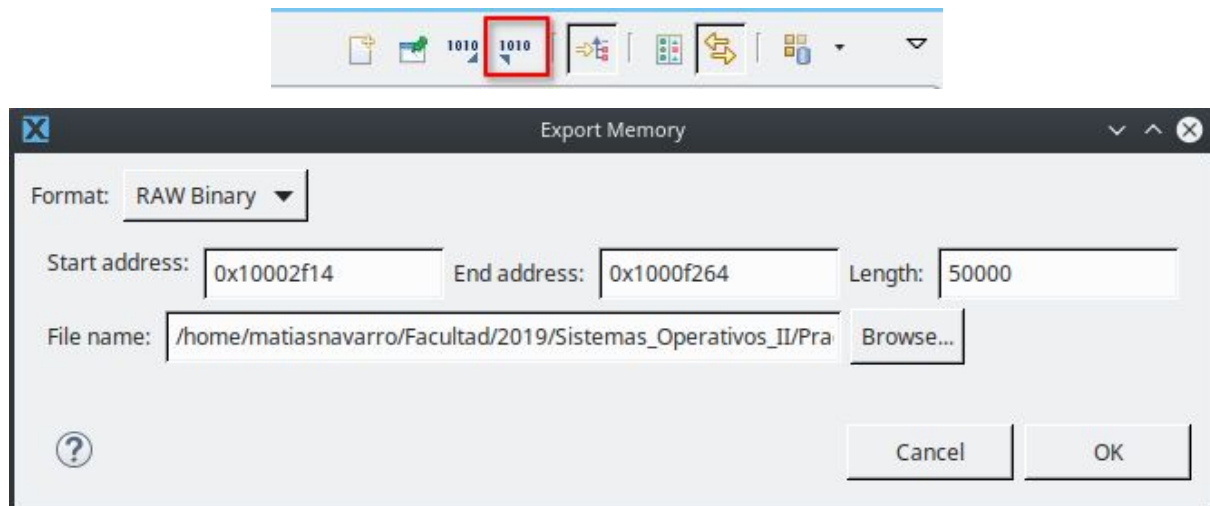 1010 1010
Export Memory
Format: RAW Binary
Start address: 0x10002f14 End address: 0x1000f264 Length: 50000
File name: /home/matiasnavarro/Facultad/2019/Sistemas_Operativos_II/Pra Browse...
? Cancel OK